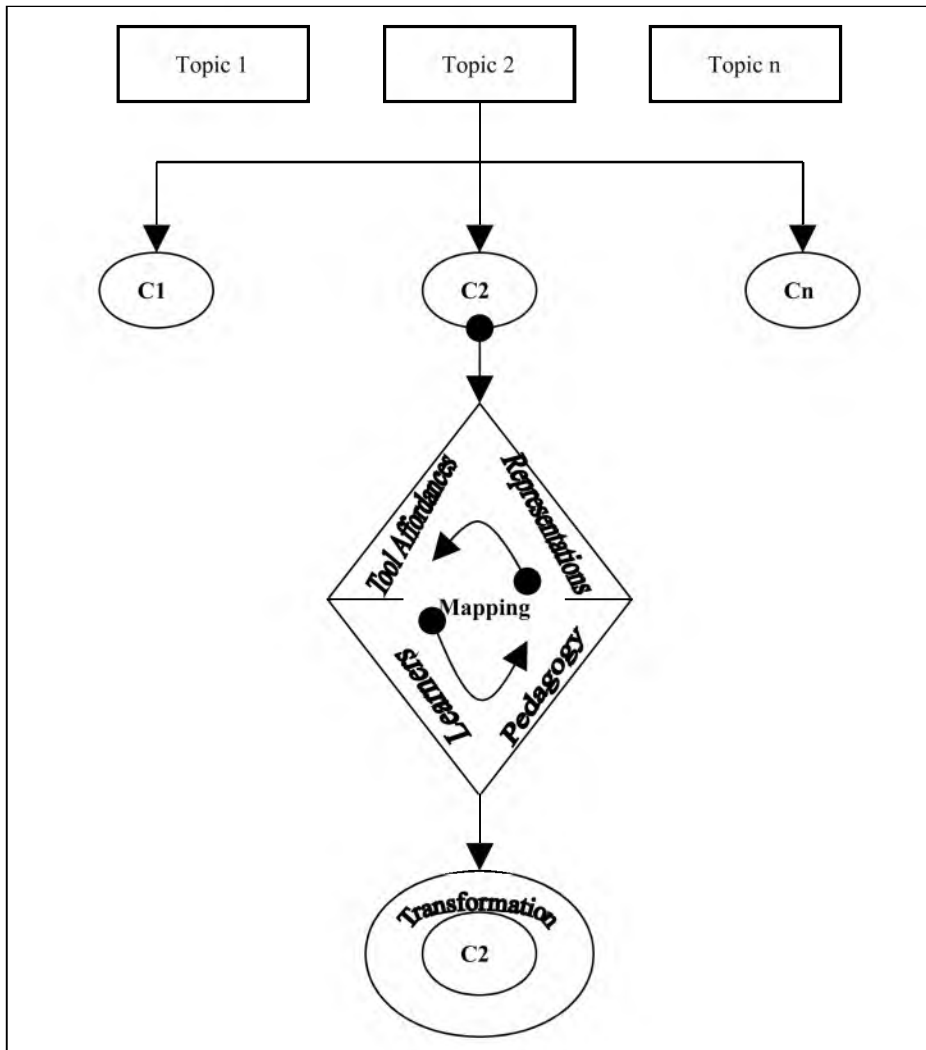 Topic 1
Topic 2
Topic n
C1
C2
Cn
Tool Affordances
Representations
Mapping
Learners
Pedagogy
Transformation
C2